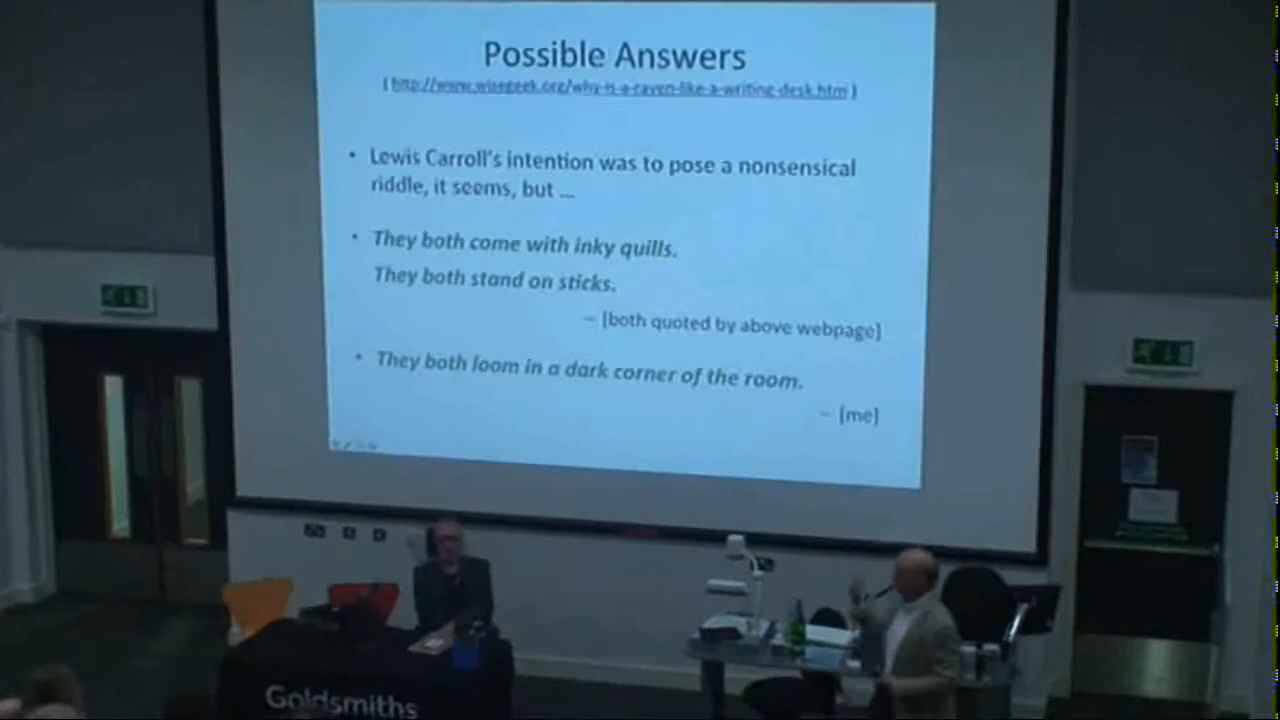 Possible Answers
( http://www.wisegeek.org/why-is-a-raven-like-a-writing-desk.htm )
• Lewis Carroll's intention was to pose a nonsensical
riddle, it seems, but ...
• They both come with inky quills.
They both stand on sticks.
– [both quoted by above webpage]
• They both loom in a dark corner of the room.
– [me]
Goldsmiths